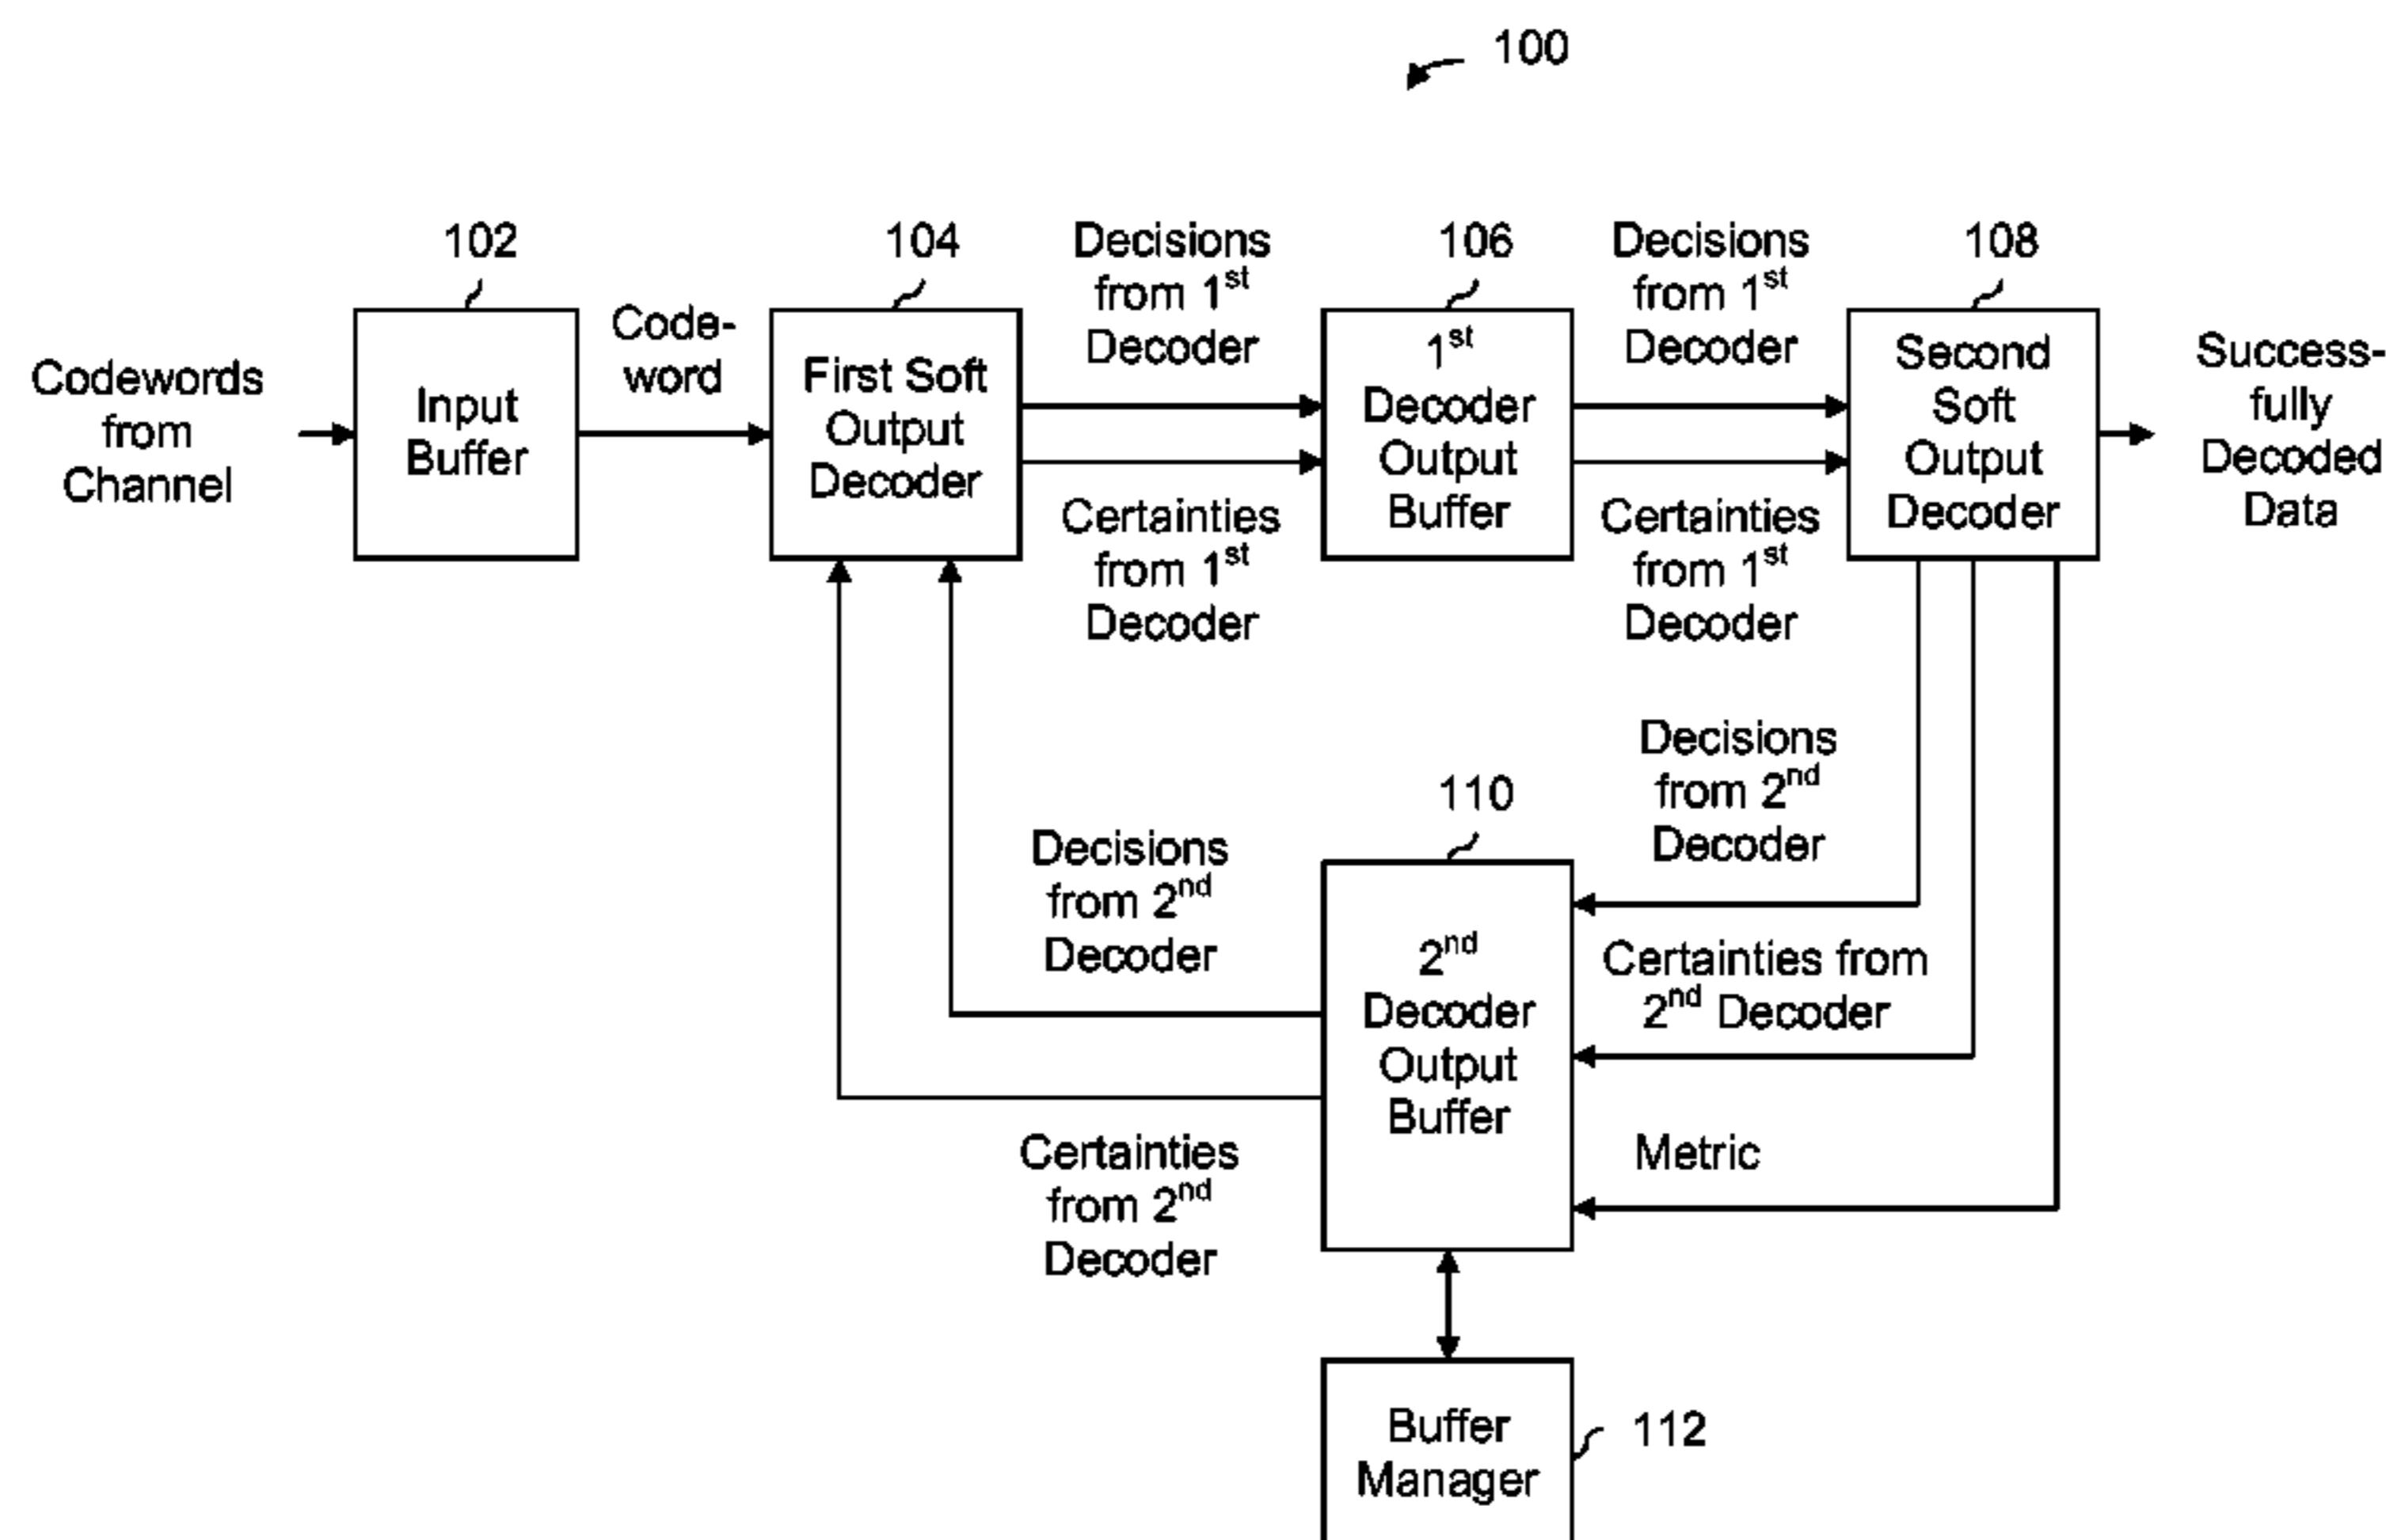 100
102
104
Decisions
from 1st
Decoder
106
Decisions
from 1st
Decoder
108
Codewords
from
Channel
Input
Buffer
Code-
word
First Soft
Output
Decoder
1st
Decoder
Output
Buffer
Second
Soft
Output
Decoder
Success-
fully
Decoded
Data
Certainties
from 1st
Decoder
Certainties
from 1st
Decoder
Decisions
from 2nd
Decoder
110
Decisions
from 2nd
Decoder
2nd
Decoder
Output
Buffer
Certainties from
2nd Decoder
Certainties
from 2nd
Decoder
Metric
Buffer
Manager
112